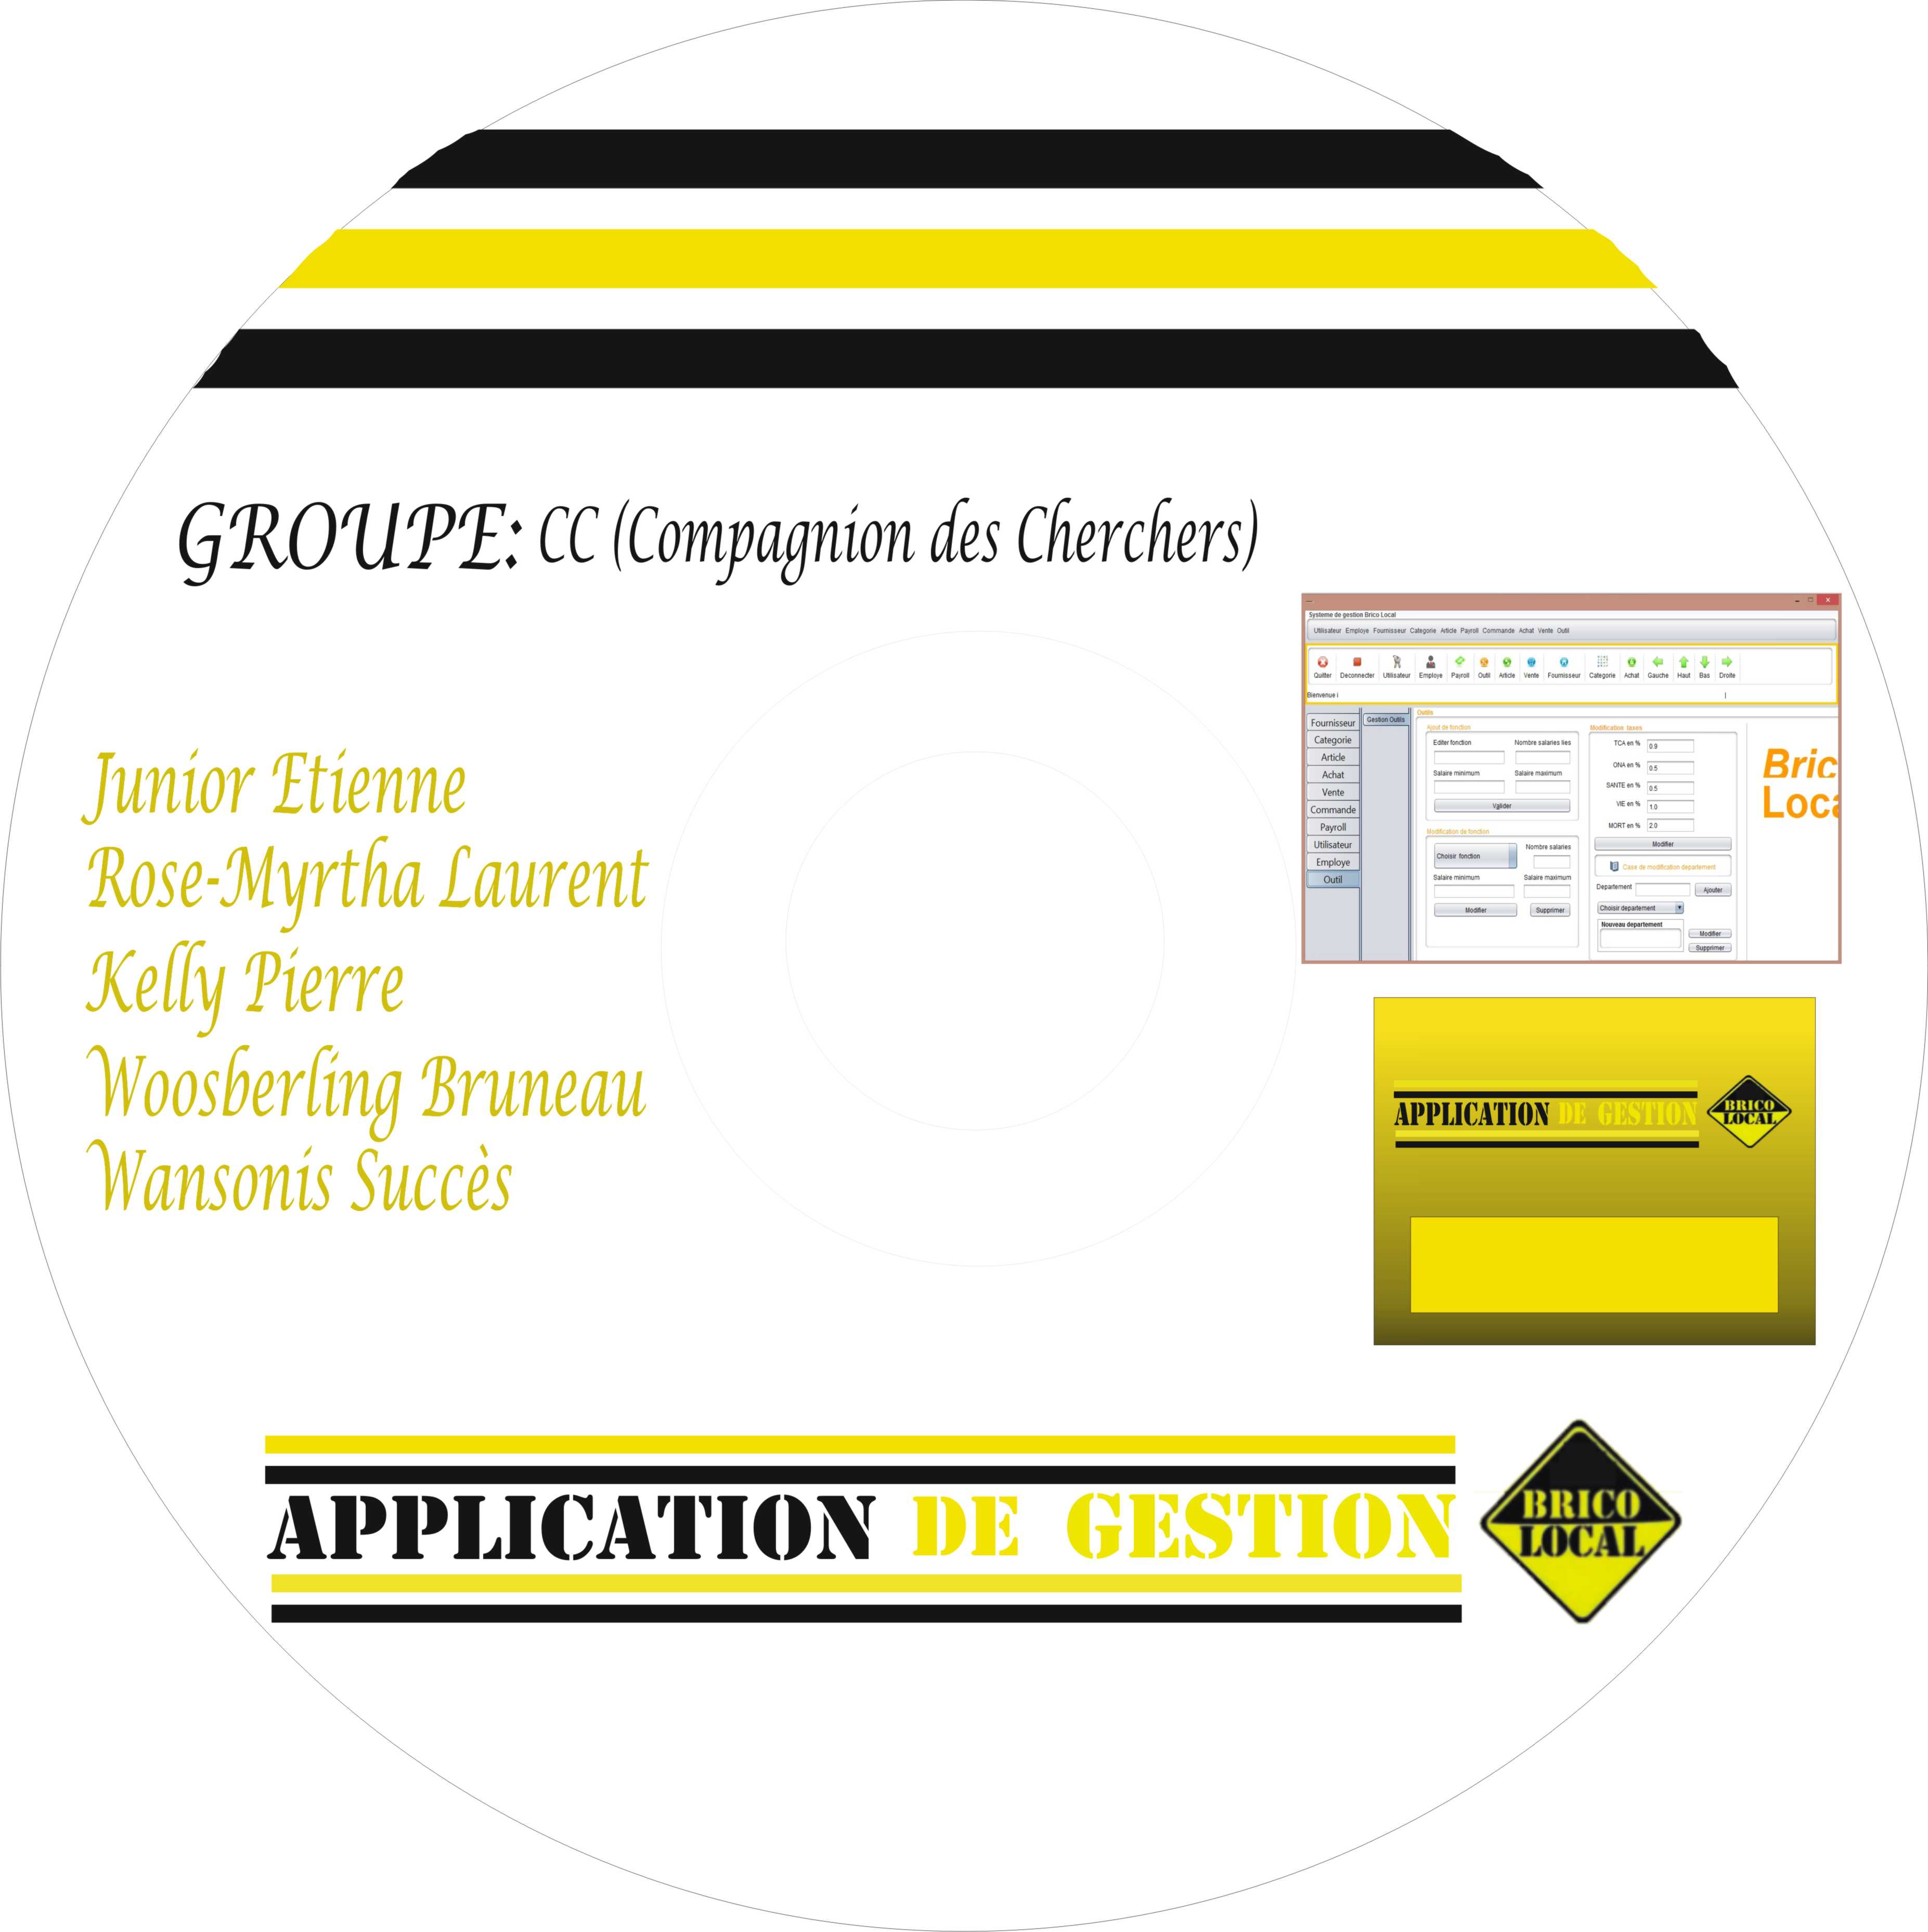 GROUPE: CC (Compagnion des Cherchers)
Junior Etienne
Rose-Myrtha Laurent
Kelly Pierre
Woosberling Bruneau
Wansonis Succès
Systeme de gestion Brico Local
Utilisateur Employe Fournisseur Categorie Article Payroll Commande Achat Vente Outil
Quitter Deconnecter Utilisateur Employe Payroll Outil Article Vente Fournisseur Categorie Achat Gauche Haut Bas Droite
Bienvenue
Fournisseur
Categorie
Article
Achat
Vente
Commande
Payroll
Utilisateur
Employe
Outil
Gestion Outils
Outils
Ajout de fonction
Editer fonction Nombre salaries lies
Salaire minimum Salaire maximum
Valider
Modification de fonction
Choisir fonction Nombre salaries
Salaire minimum Salaire maximum
Modifier Supprimer
Modification taxes
TCA en % 0.9
ONA en % 0.5
SANTE en % 0.5
VIE en % 1.0
MORT en % 2.0
Modifier
Case de modification departement
Departement Ajouter
Choisir departement
Nouveau departement
Modifier
Supprimer
Bric
Loca
APPLICATION DE GESTION
BRICO
LOCAL
APPLICATION DE GESTION
BRICO
LOCAL